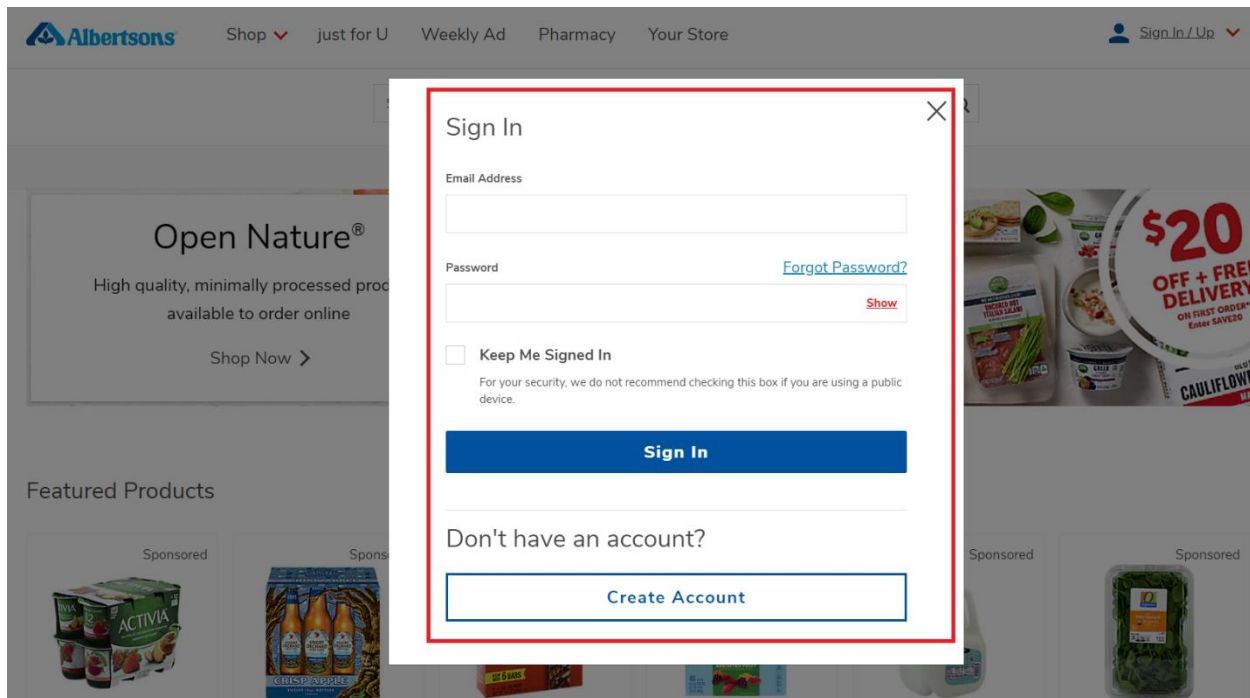 Albertsons
Shop
just for U
Weekly Ad
Pharmacy
Your Store
Sign In / Up
Sign In
Email Address
Password
Forgot Password?
Show
Keep Me Signed In
For your security, we do not recommend checking this box if you are using a public
device.
Sign In
Don't have an account?
Create Account
Open Nature®
High quality, minimally processed
available to order online
Shop Now
$20
OFF + FREE
DELIVERY
ON FIRST ORDER*
Enter SAVE20
Featured Products
Sponsored
ACTIVIA
CRISP APPLE
6 BARS
Sponsored
Sponsored